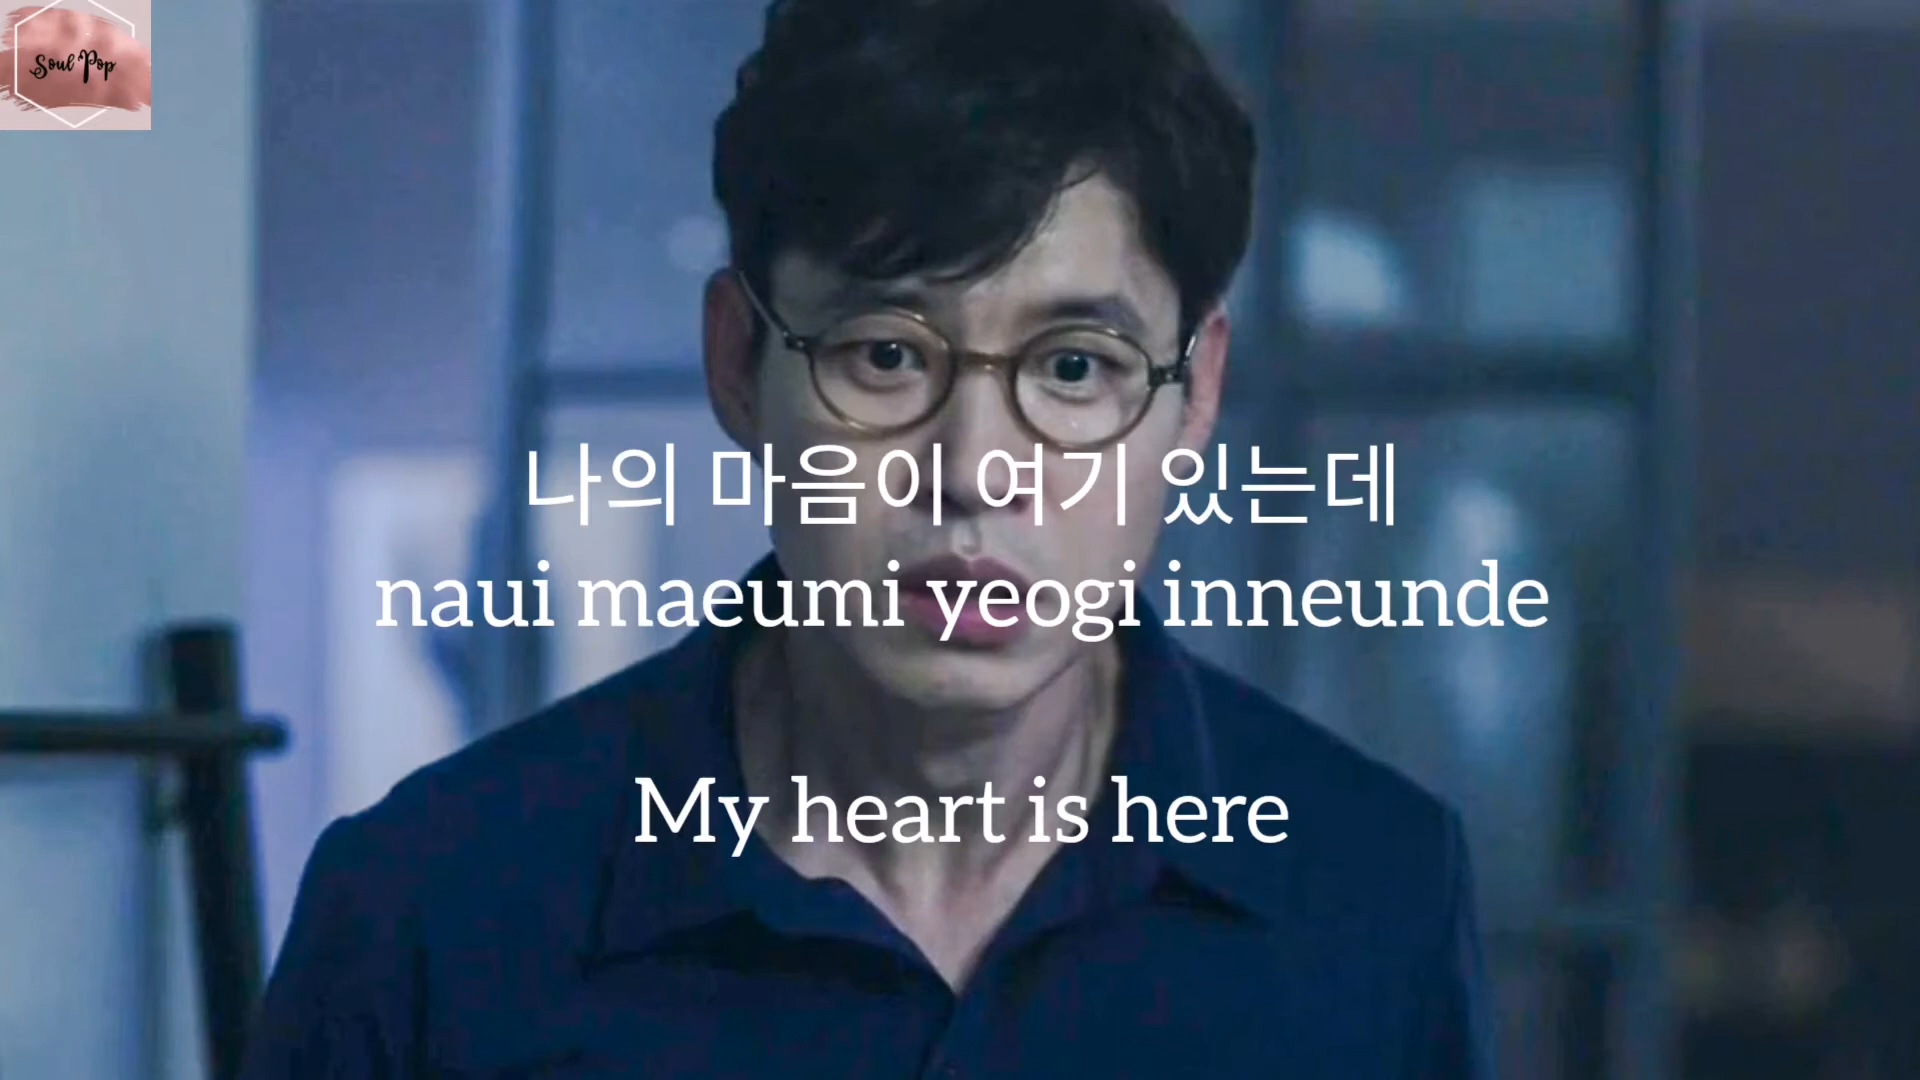 Soul Pop
나의 마음이 여기 있는데
naui maeumi yeogi inneunde
My heart is here